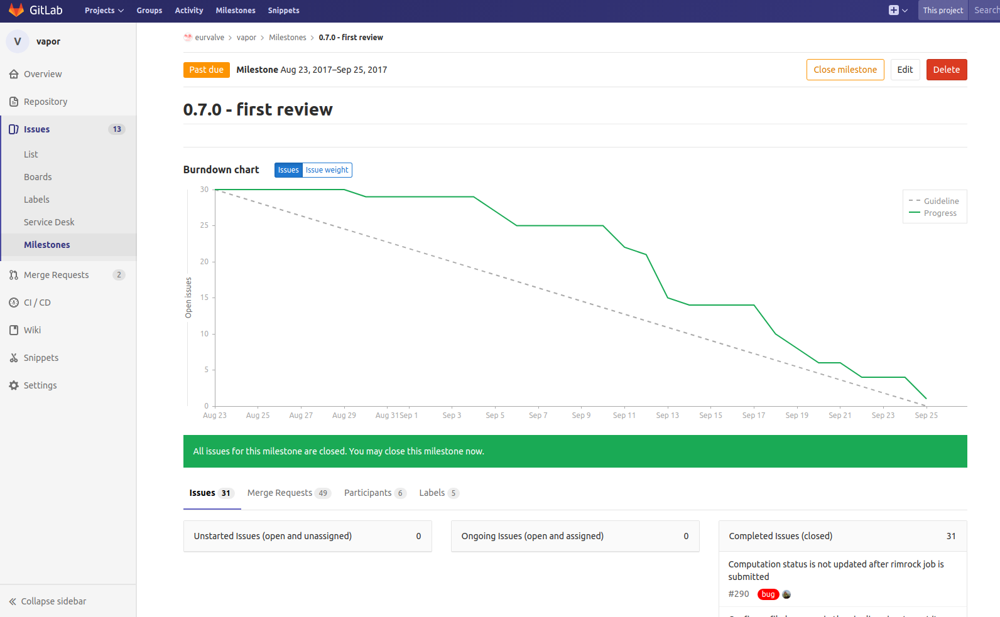 GitLab Projects Groups Activity Milestones Snippets This project Search
V vapor
Overview
Repository
Issues 13
List
Boards
Labels
Service Desk
Milestones
Merge Requests 2
CI / CD
Wiki
Snippets
Settings
Collapse sidebar
eurvalve > vapor > Milestones > 0.7.0 - first review
Past due Milestone Aug 23, 2017–Sep 25, 2017 Close milestone Edit Delete
0.7.0 - first review
Burndown chart Issues Issue weight
Guideline
Progress
Open issues
30
25
20
15
10
5
0
Aug 23 Aug 25 Aug 27 Aug 29 Aug 31 Sep 1 Sep 3 Sep 5 Sep 7 Sep 9 Sep 11 Sep 13 Sep 15 Sep 17 Sep 19 Sep 21 Sep 23 Sep 25
All issues for this milestone are closed. You may close this milestone now.
Issues 31 Merge Requests 49 Participants 6 Labels 5
Unstarted Issues (open and unassigned) 0
Ongoing Issues (open and assigned) 0
Completed Issues (closed) 31
Computation status is not updated after rimrock job is
submitted
#290 bug